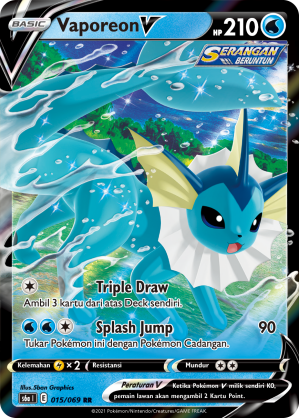 BASIC Vaporeon V HP 210
SERANGAN
BERUNTUN
Triple Draw
Ambil 3 kartu dari atas Deck sendiri.
Splash Jump 90
Tukar Pokémon ini dengan Pokémon Cadangan.
Kelemahan ×2 Resistansi Mundur
Illus. 5ban Graphics
s6a I E 015/069 RR
Peraturan V Ketika Pokémon V milik sendiri KO,
pemain lawan akan mengambil 2 Kartu Point.
©2021 Pokémon/Nintendo/Creatures/GAME FREAK.